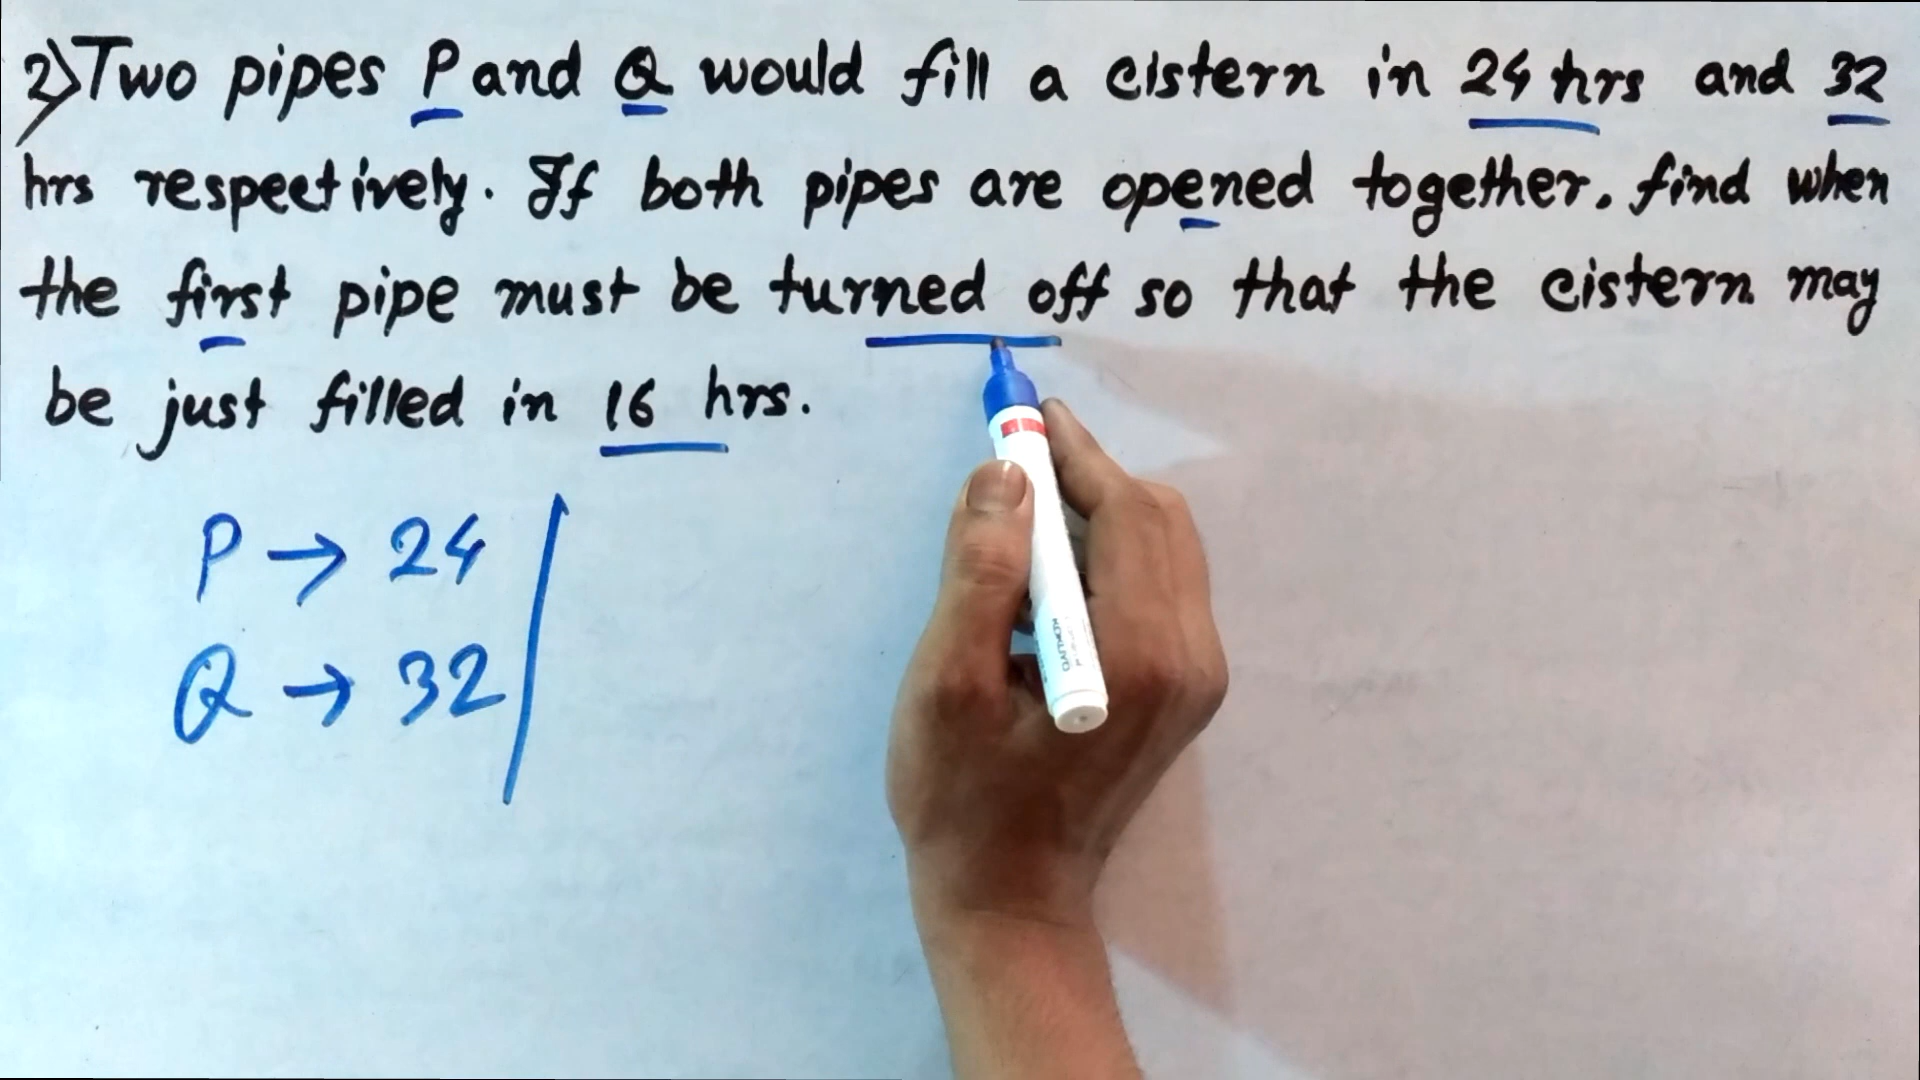 2) Two pipes P and Q would fill a cistern in 24 hrs and 32
hrs respectively. If both pipes are opened together. find when
the first pipe must be turned off so that the cistern may
be just filled in 16 hrs.
P → 24
Q → 32